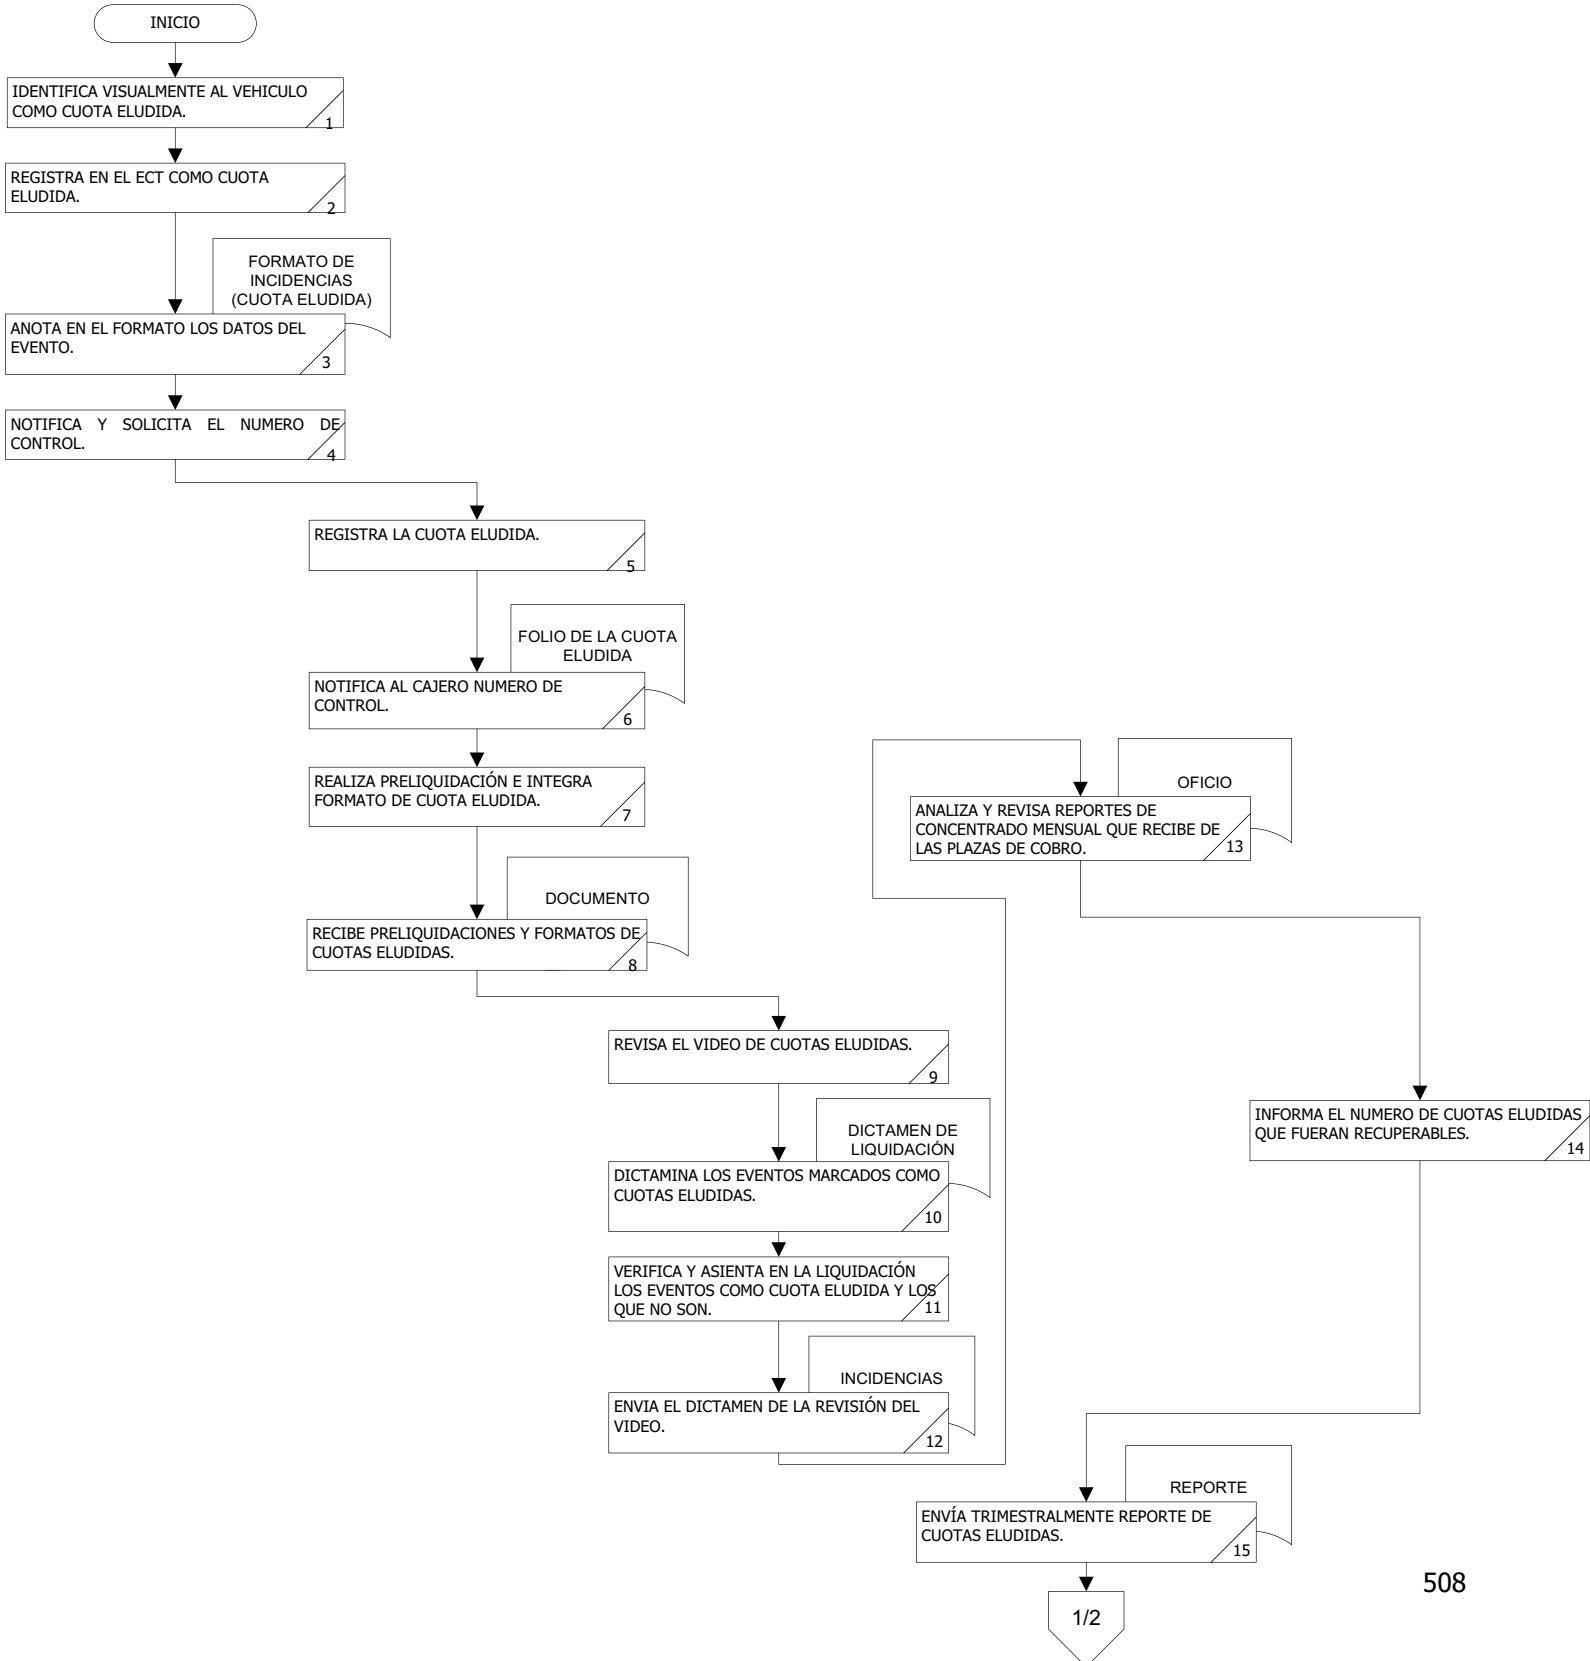 INICIO
IDENTIFICA VISUALMENTE AL VEHICULO
COMO CUOTA ELUDIDA.
1
REGISTRA EN EL ECT COMO CUOTA
ELUDIDA.
2
FORMATO DE
INCIDENCIAS
(CUOTA ELUDIDA)
ANOTA EN EL FORMATO LOS DATOS DEL
EVENTO.
3
NOTIFICA Y SOLICITA EL NUMERO DE
CONTROL.
4
REGISTRA LA CUOTA ELUDIDA.
5
FOLIO DE LA CUOTA
ELUDIDA
NOTIFICA AL CAJERO NUMERO DE
CONTROL.
6
REALIZA PRELIQUIDACIÓN E INTEGRA
FORMATO DE CUOTA ELUDIDA.
7
DOCUMENTO
RECIBE PRELIQUIDACIONES Y FORMATOS DE
CUOTAS ELUDIDAS.
8
REVISA EL VIDEO DE CUOTAS ELUDIDAS.
9
DICTAMEN DE
LIQUIDACIÓN
DICTAMINA LOS EVENTOS MARCADOS COMO
CUOTAS ELUDIDAS.
10
VERIFICA Y ASIENTA EN LA LIQUIDACIÓN
LOS EVENTOS COMO CUOTA ELUDIDA Y LOS
QUE NO SON.
11
INCIDENCIAS
ENVIA EL DICTAMEN DE LA REVISIÓN DEL
VIDEO.
12
OFICIO
ANALIZA Y REVISA REPORTES DE
CONCENTRADO MENSUAL QUE RECIBE DE
LAS PLAZAS DE COBRO.
13
INFORMA EL NUMERO DE CUOTAS ELUDIDAS
QUE FUERAN RECUPERABLES.
14
REPORTE
ENVÍA TRIMESTRALMENTE REPORTE DE
CUOTAS ELUDIDAS.
15
1/2
508